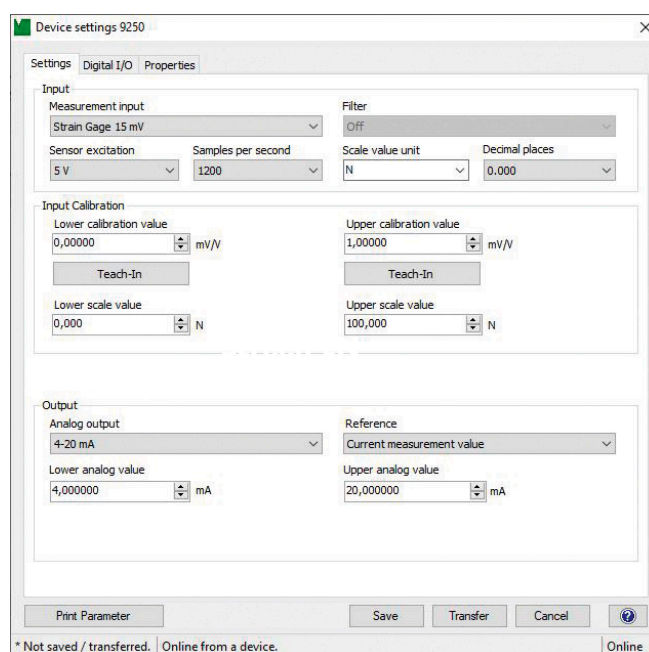 Device settings 9250
Settings Digital I/O Properties
Input
Measurement input Filter
Strain Gage 15 mV Off
Sensor excitation Samples per second Scale value unit Decimal places
5 V 1200 N 0.000
Input Calibration
Lower calibration value Upper calibration value
0,00000 mV/V 1,00000 mV/V
Teach-In Teach-In
Lower scale value Upper scale value
0,000 N 100,000 N
Output
Analog output Reference
4-20 mA Current measurement value
Lower analog value Upper analog value
4,000000 mA 20,000000 mA
Print Parameter Save Transfer Cancel ?
* Not saved / transferred. Online from a device. Online